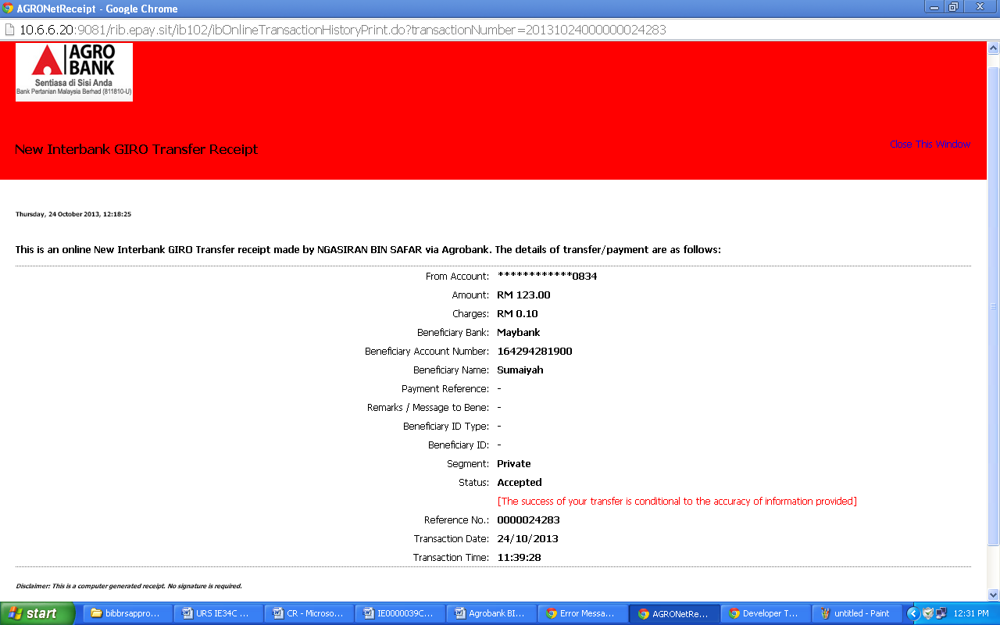 AGRONetReceipt - Google Chrome
10.6.6.20:9081/rib.epay.sit/ib102/ibOnlineTransactionHistoryPrint.do?transactionNumber=20131024000000024283
AGRO
BANK
Sentiasa di Sisi Anda
Bank Pertanian Malaysia Berhad (811810-U)
New Interbank GIRO Transfer Receipt
Close This Window
Thursday, 24 October 2013, 12:18:25
This is an online New Interbank GIRO Transfer receipt made by NGASIRAN BIN SAFAR via Agrobank. The details of transfer/payment are as follows:
From Account: ************0834
Amount: RM 123.00
Charges: RM 0.10
Beneficiary Bank: Maybank
Beneficiary Account Number: 164294281900
Beneficiary Name: Sumaiyah
Payment Reference: -
Remarks / Message to Bene: -
Beneficiary ID Type: -
Beneficiary ID: -
Segment: Private
Status: Accepted
[The success of your transfer is conditional to the accuracy of information provided]
Reference No.: 0000024283
Transaction Date: 24/10/2013
Transaction Time: 11:39:28
Disclaimer: This is a computer generated receipt. No signature is required.
start bibbrsappro... URS IE34C ... CR - Microso... IE0000039C... Agrobank BI... Error Messa... AGRONetRe... Developer T... untitled - Paint 12:31 PM